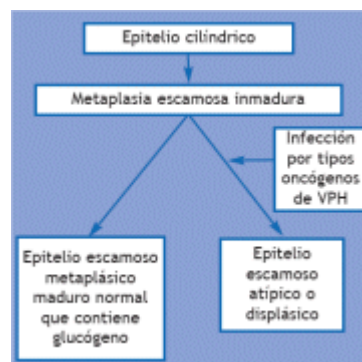 Epitelio cilíndrico
Metaplasia escamosa inmadura
Infección
por tipos
oncógenos
de VPH
Epitelio escamoso
metaplásico
maduro normal
que contiene
glucógeno
Epitelio
escamoso
atípico o
displásico